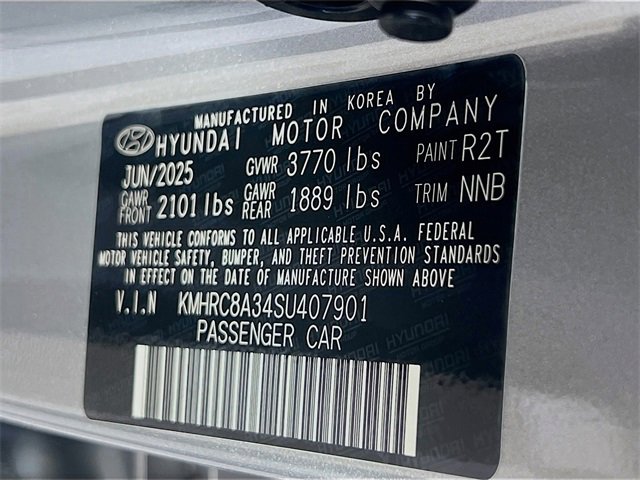 MANUFACTURED IN KOREA BY
HYUNDAI MOTOR COMPANY
JUN/2025 GVWR 3770 lbs PAINT R2T
GAWR FRONT 2101 lbs GAWR REAR 1889 lbs TRIM NNB
THIS VEHICLE CONFORMS TO ALL APPLICABLE U.S.A. FEDERAL
MOTOR VEHICLE SAFETY, BUMPER, AND THEFT PREVENTION STANDARDS
IN EFFECT ON THE DATE OF MANUFACTURE SHOWN ABOVE
V.I.N KMHRC8A34SU407901
PASSENGER CAR